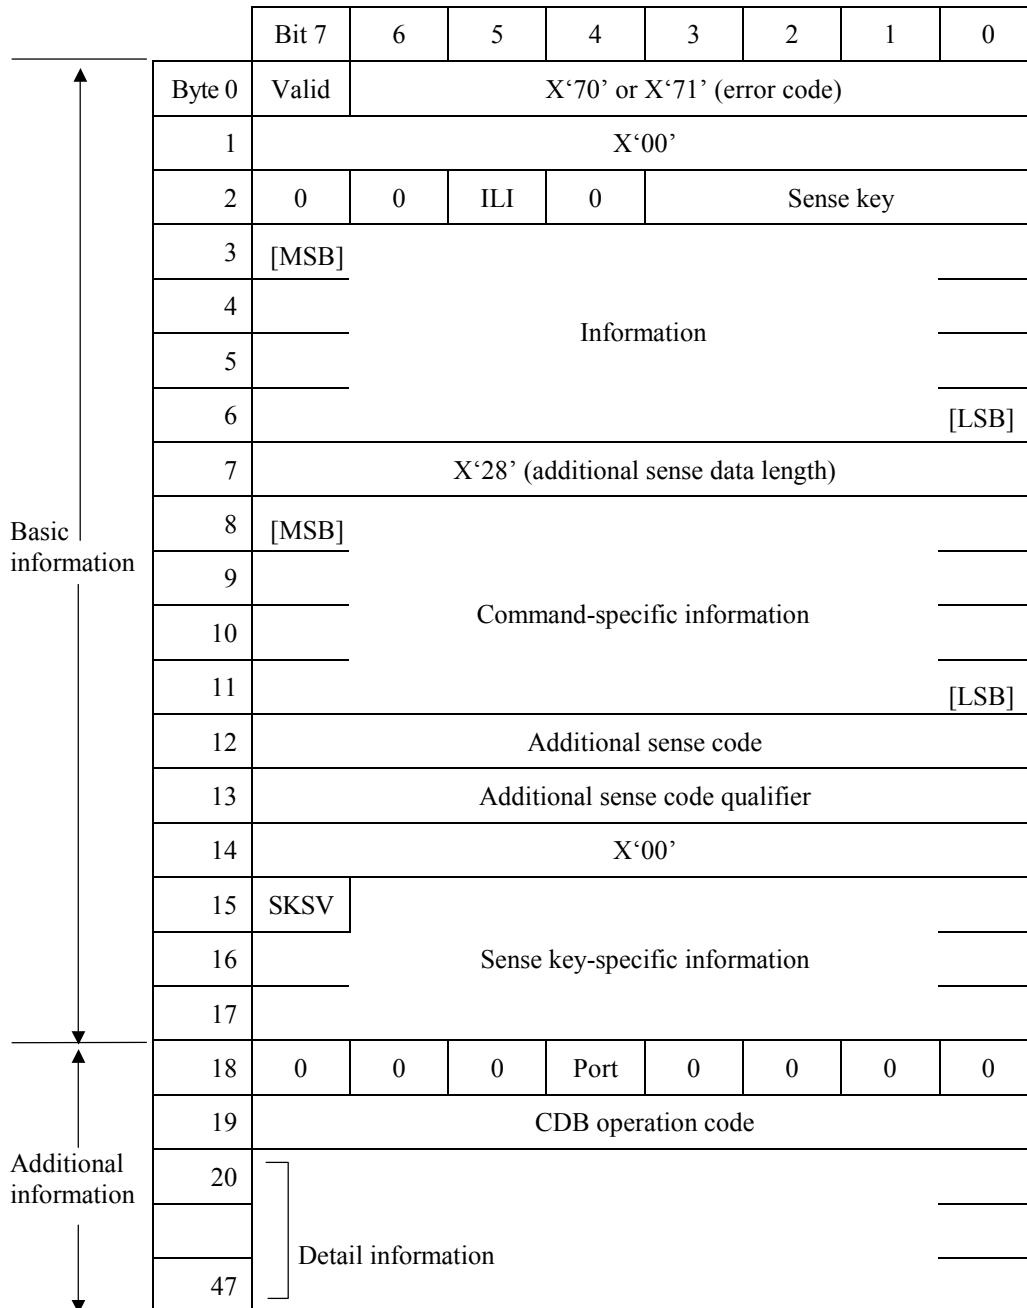 Bit 7 6 5 4 3 2 1 0
Byte 0 Valid X‘70’ or X‘71’ (error code)
1 X‘00’
2 0 0 ILI 0 Sense key
3 [MSB]
4
Information
5
6 [LSB]
7 X‘28’ (additional sense data length)
Basic
information
8 [MSB]
9
Command-specific information
10
11 [LSB]
12 Additional sense code
13 Additional sense code qualifier
14 X‘00’
15 SKSV
16 Sense key-specific information
17
18 0 0 0 Port 0 0 0 0
19 CDB operation code
Additional
information
20
Detail information
47